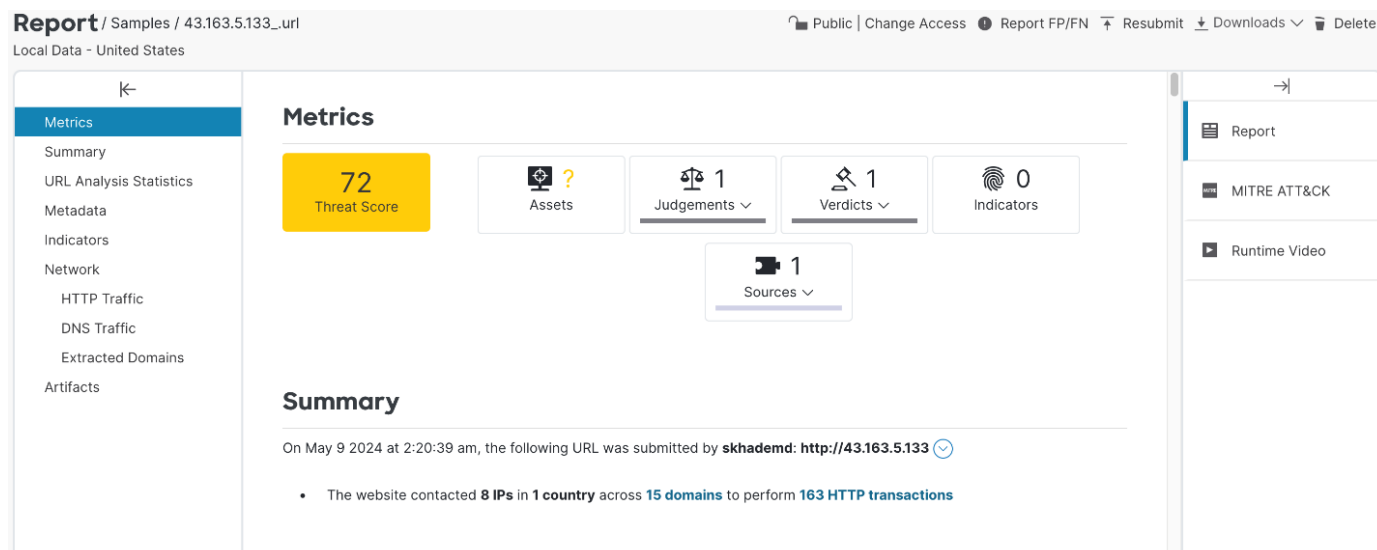 Report / Samples / 43.163.5.133_.url
Public | Change Access Report FP/FN Resubmit Downloads Delete
Local Data - United States
Metrics
Summary
URL Analysis Statistics
Metadata
Indicators
Network
HTTP Traffic
DNS Traffic
Extracted Domains
Artifacts
Metrics
72
Threat Score
?
Assets
1
Judgements
1
Verdicts
0
Indicators
1
Sources
Summary
On May 9 2024 at 2:20:39 am, the following URL was submitted by skhademd: http://43.163.5.133
• The website contacted 8 IPs in 1 country across 15 domains to perform 163 HTTP transactions
Report
MITRE ATT&CK
Runtime Video